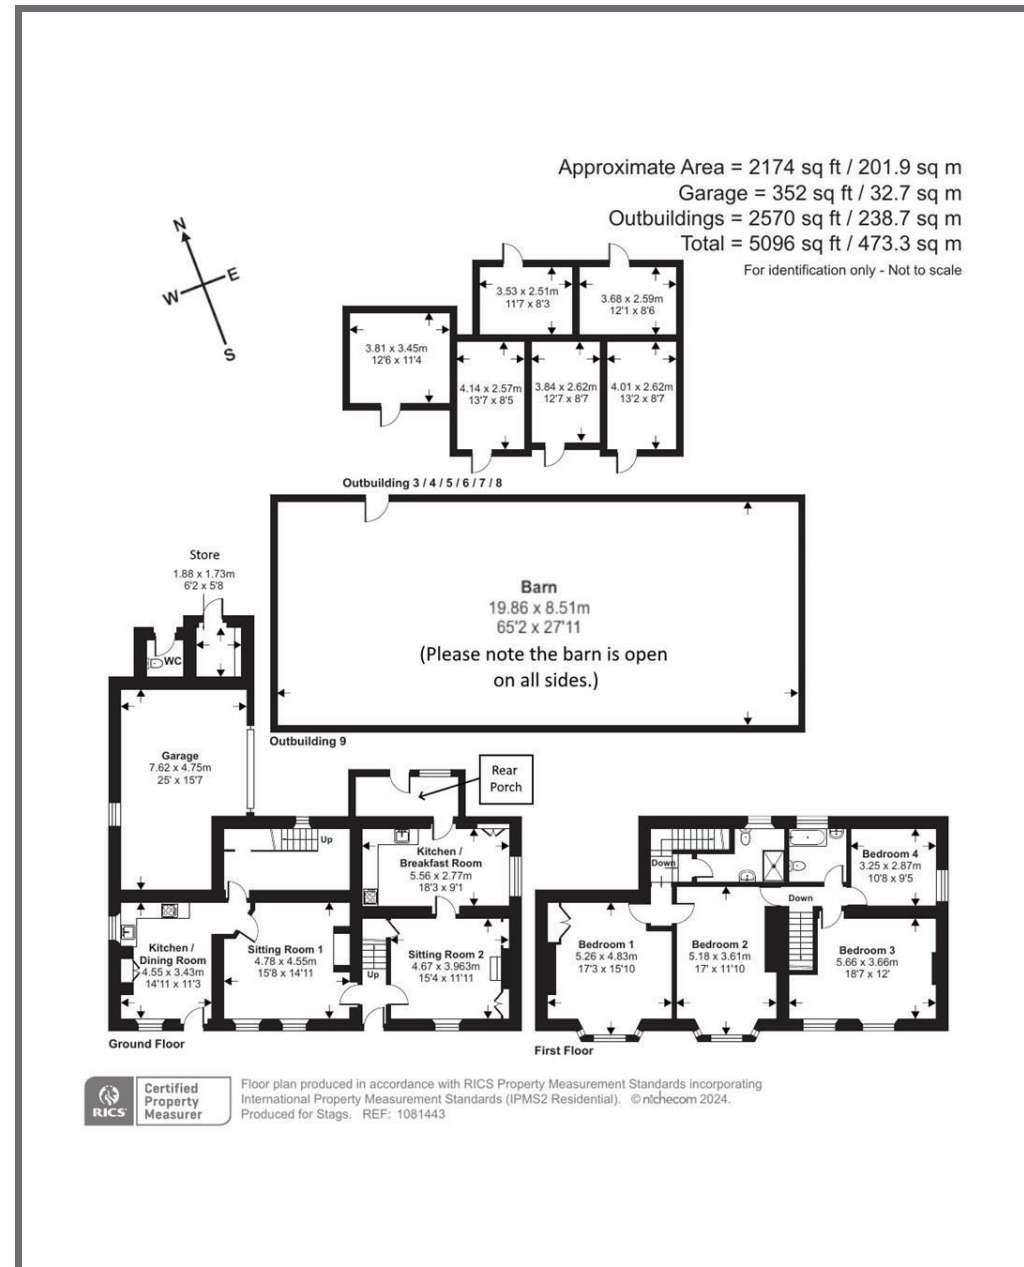 Approximate Area = 2174 sq ft / 201.9 sq m
Garage = 352 sq ft / 32.7 sq m
Outbuildings = 2570 sq ft / 238.7 sq m
Total = 5096 sq ft / 473.3 sq m
For identification only - Not to scale
N
E
W
S
3.53 x 2.51m
11'7 x 8'3
3.68 x 2.59m
12'1 x 8'6
3.81 x 3.45m
12'6 x 11'4
4.14 x 2.57m
13'7 x 8'5
3.84 x 2.62m
12'7 x 8'7
4.01 x 2.62m
13'2 x 8'7
Outbuilding 3 / 4 / 5 / 6 / 7 / 8
Barn
19.86 x 8.51m
65'2 x 27'11
(Please note the barn is open
on all sides.)
Outbuilding 9
Store
1.88 x 1.73m
6'2 x 5'8
WC
Garage
7.62 x 4.75m
25' x 15'7
Rear
Porch
Up
Kitchen /
Breakfast Room
5.56 x 2.77m
18'3 x 9'1
Kitchen /
Dining Room
4.55 x 3.43m
14'11 x 11'3
Sitting Room 1
4.78 x 4.55m
15'8 x 14'11
Up
Sitting Room 2
4.67 x 3.963m
15'4 x 11'11
Ground Floor
Down
Bedroom 4
3.25 x 2.87m
10'8 x 9'5
Down
Bedroom 1
5.26 x 4.83m
17'3 x 15'10
Bedroom 2
5.18 x 3.61m
17' x 11'10
Bedroom 3
5.66 x 3.66m
18'7 x 12'
First Floor
RICS
Certified
Property
Measurer
Floor plan produced in accordance with RICS Property Measurement Standards incorporating
International Property Measurement Standards (IPMS2 Residential). © nichecom 2024.
Produced for Stags. REF: 1081443